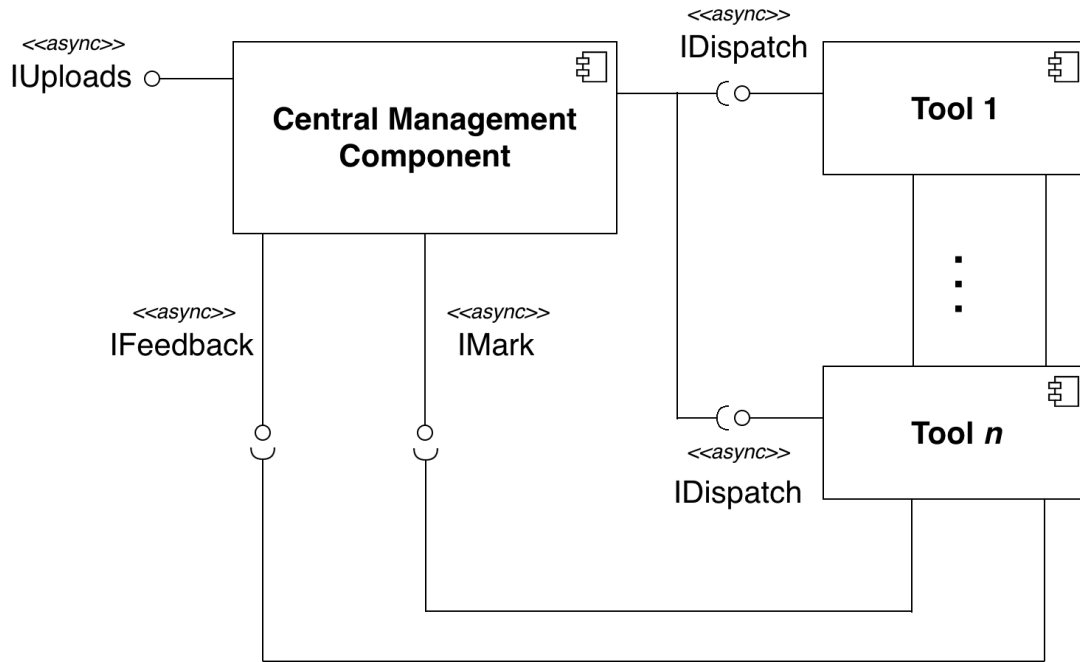 <<async>>
IUploads
Central Management
Component
<<async>>
IDispatch
Tool 1
<<async>>
IFeedback
<<async>>
IMark
Tool n
<<async>>
IDispatch